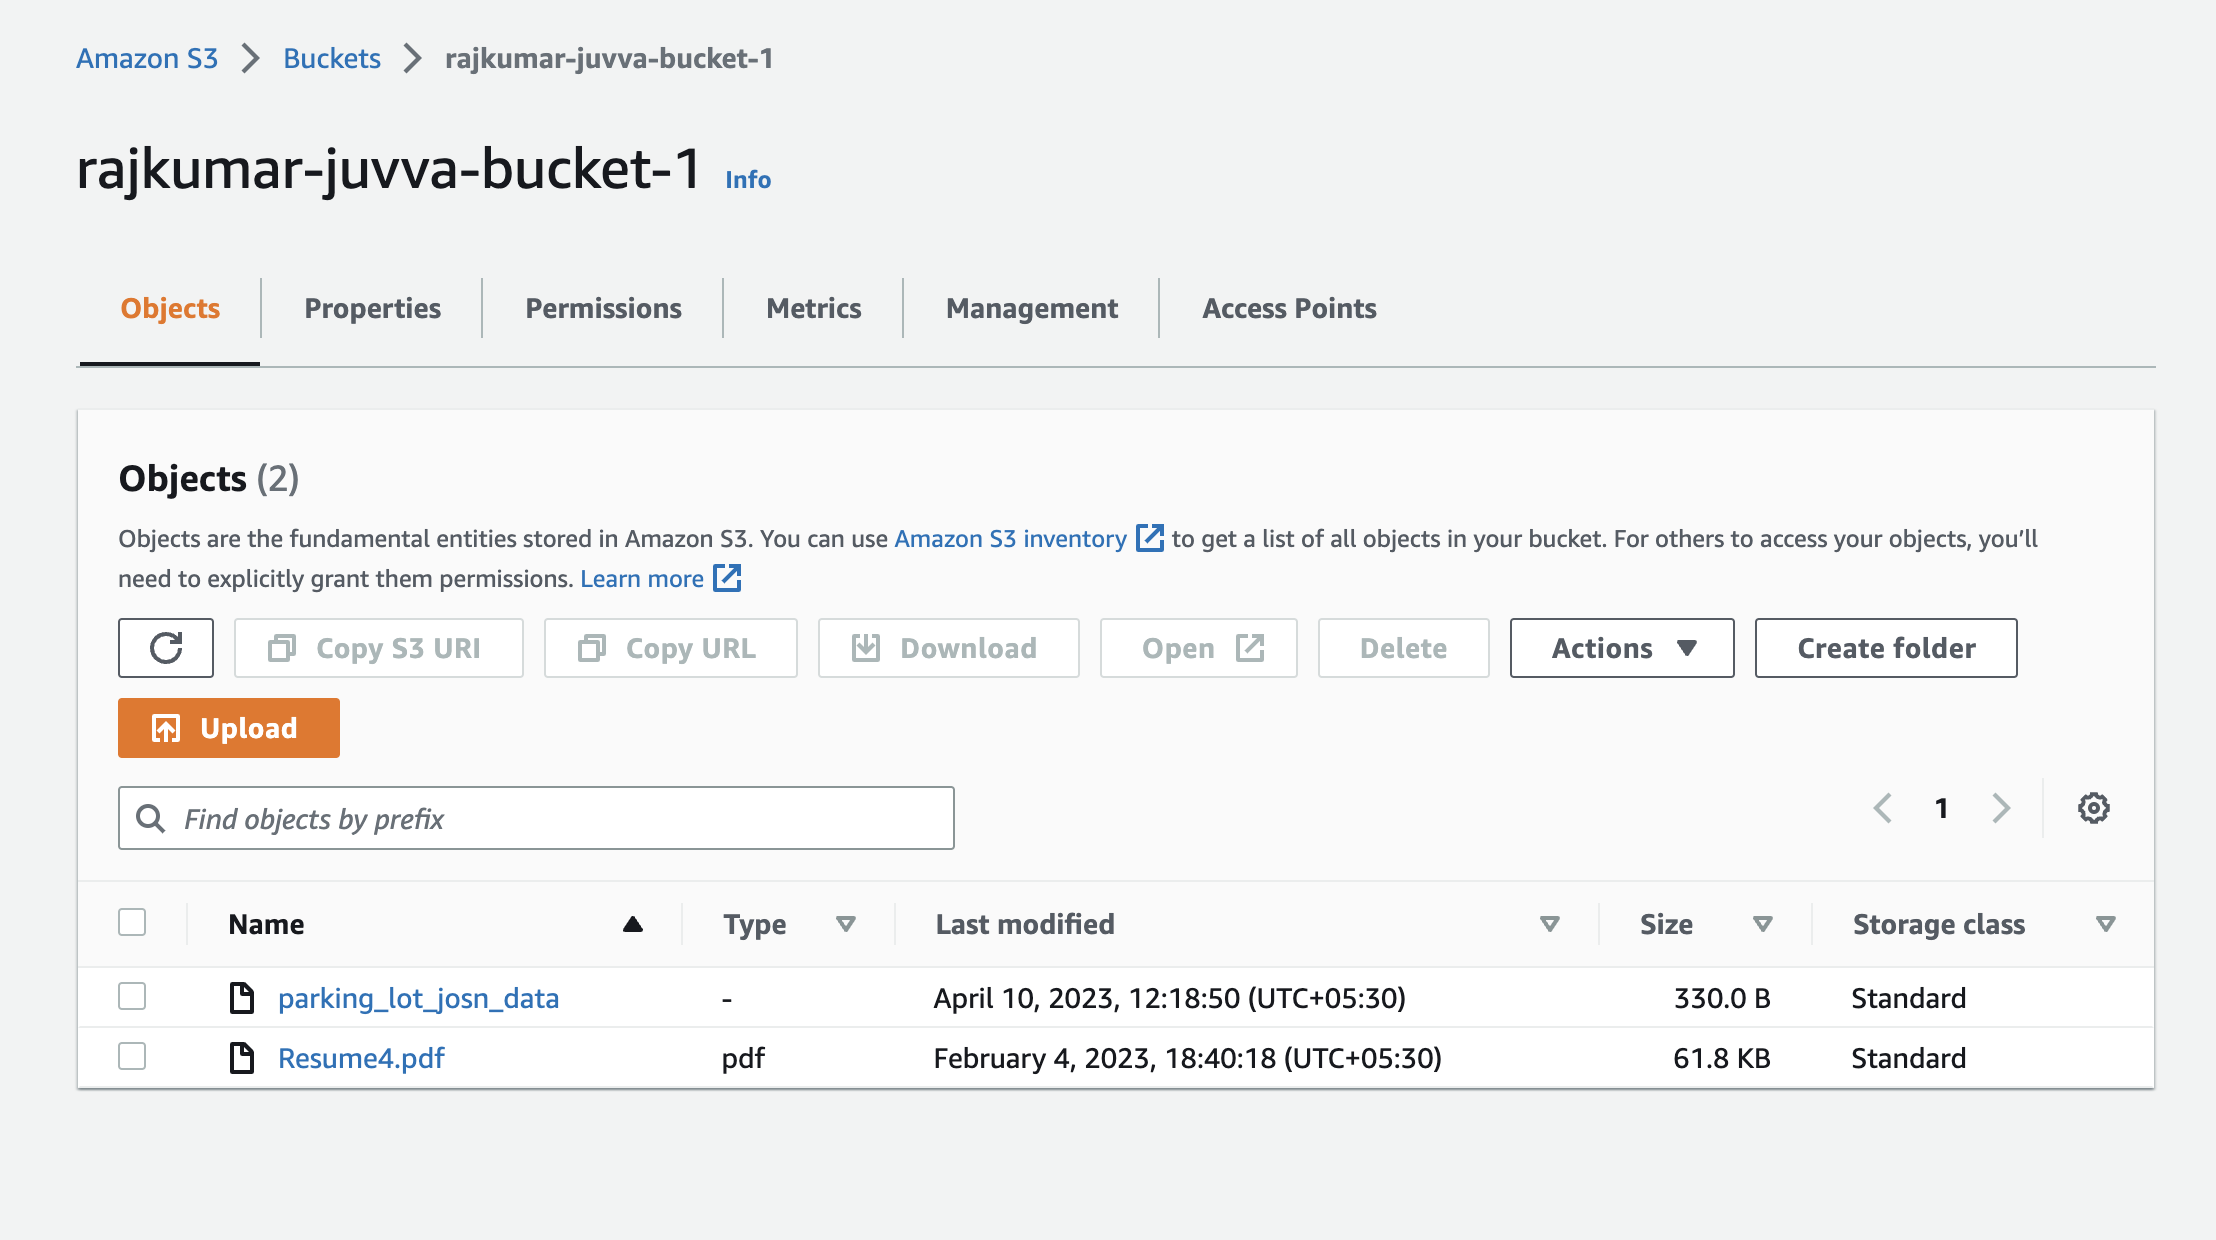 Amazon S3 > Buckets > rajkumar-juvva-bucket-1
rajkumar-juvva-bucket-1 Info
Objects Properties Permissions Metrics Management Access Points
Objects (2)
Objects are the fundamental entities stored in Amazon S3. You can use Amazon S3 inventory to get a list of all objects in your bucket. For others to access your objects, you'll
need to explicitly grant them permissions. Learn more
Copy S3 URI Copy URL Download Open Delete Actions Create folder
Upload
Find objects by prefix 1
Name Type Last modified Size Storage class
parking_lot_josn_data - April 10, 2023, 12:18:50 (UTC+05:30) 330.0 B Standard
Resume4.pdf pdf February 4, 2023, 18:40:18 (UTC+05:30) 61.8 KB Standard